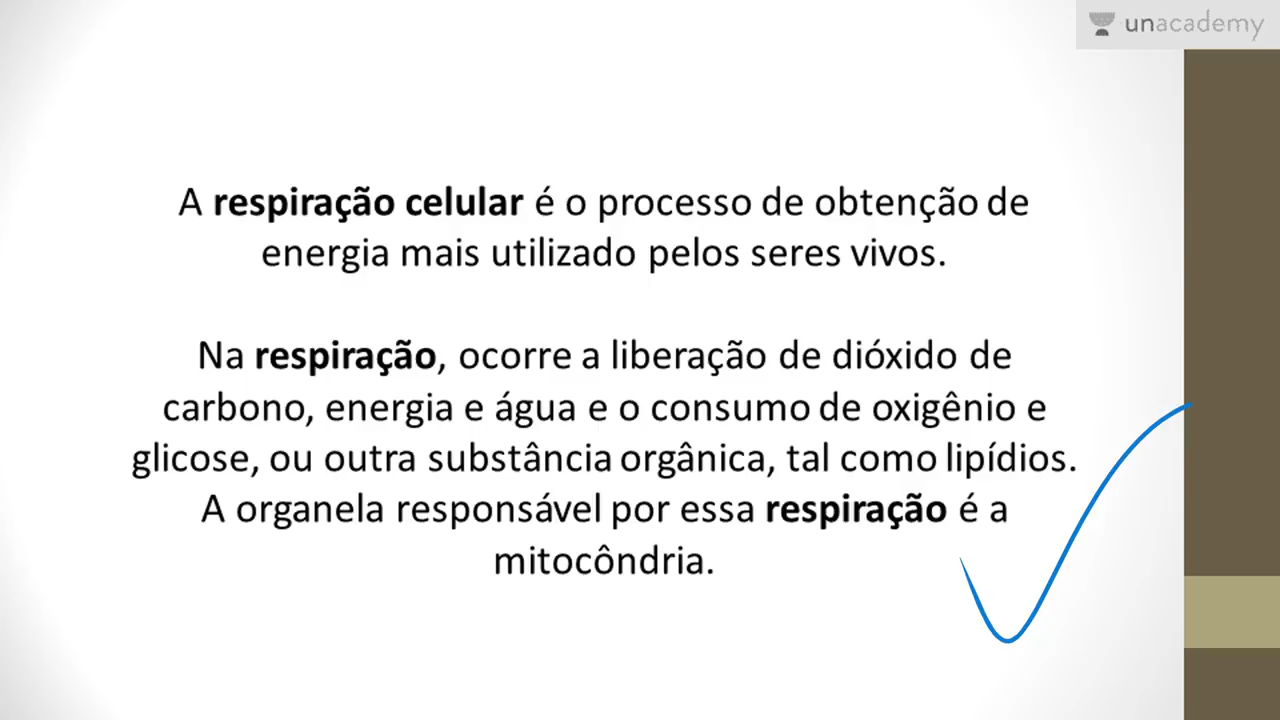 unacademy
A respiração celular é o processo de obtenção de
energia mais utilizado pelos seres vivos.
Na respiração, ocorre a liberação de dióxido de
carbono, energia e água e o consumo de oxigênio e
glicose, ou outra substância orgânica, tal como lipídios.
A organela responsável por essa respiração é a
mitocôndria.